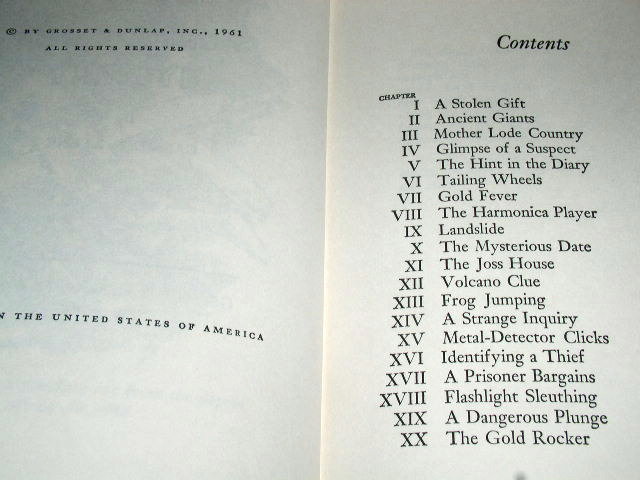 © BY GROSSET & DUNLAP, INC., 1961
ALL RIGHTS RESERVED
THE UNITED STATES OF AMERICA
Contents
CHAPTER
I A Stolen Gift
II Ancient Giants
III Mother Lode Country
IV Glimpse of a Suspect
V The Hint in the Diary
VI Tailing Wheels
VII Gold Fever
VIII The Harmonica Player
IX Landslide
X The Mysterious Date
XI The Joss House
XII Volcano Clue
XIII Frog Jumping
XIV A Strange Inquiry
XV Metal-Detector Clicks
XVI Identifying a Thief
XVII A Prisoner Bargains
XVIII Flashlight Sleuthing
XIX A Dangerous Plunge
XX The Gold Rocker